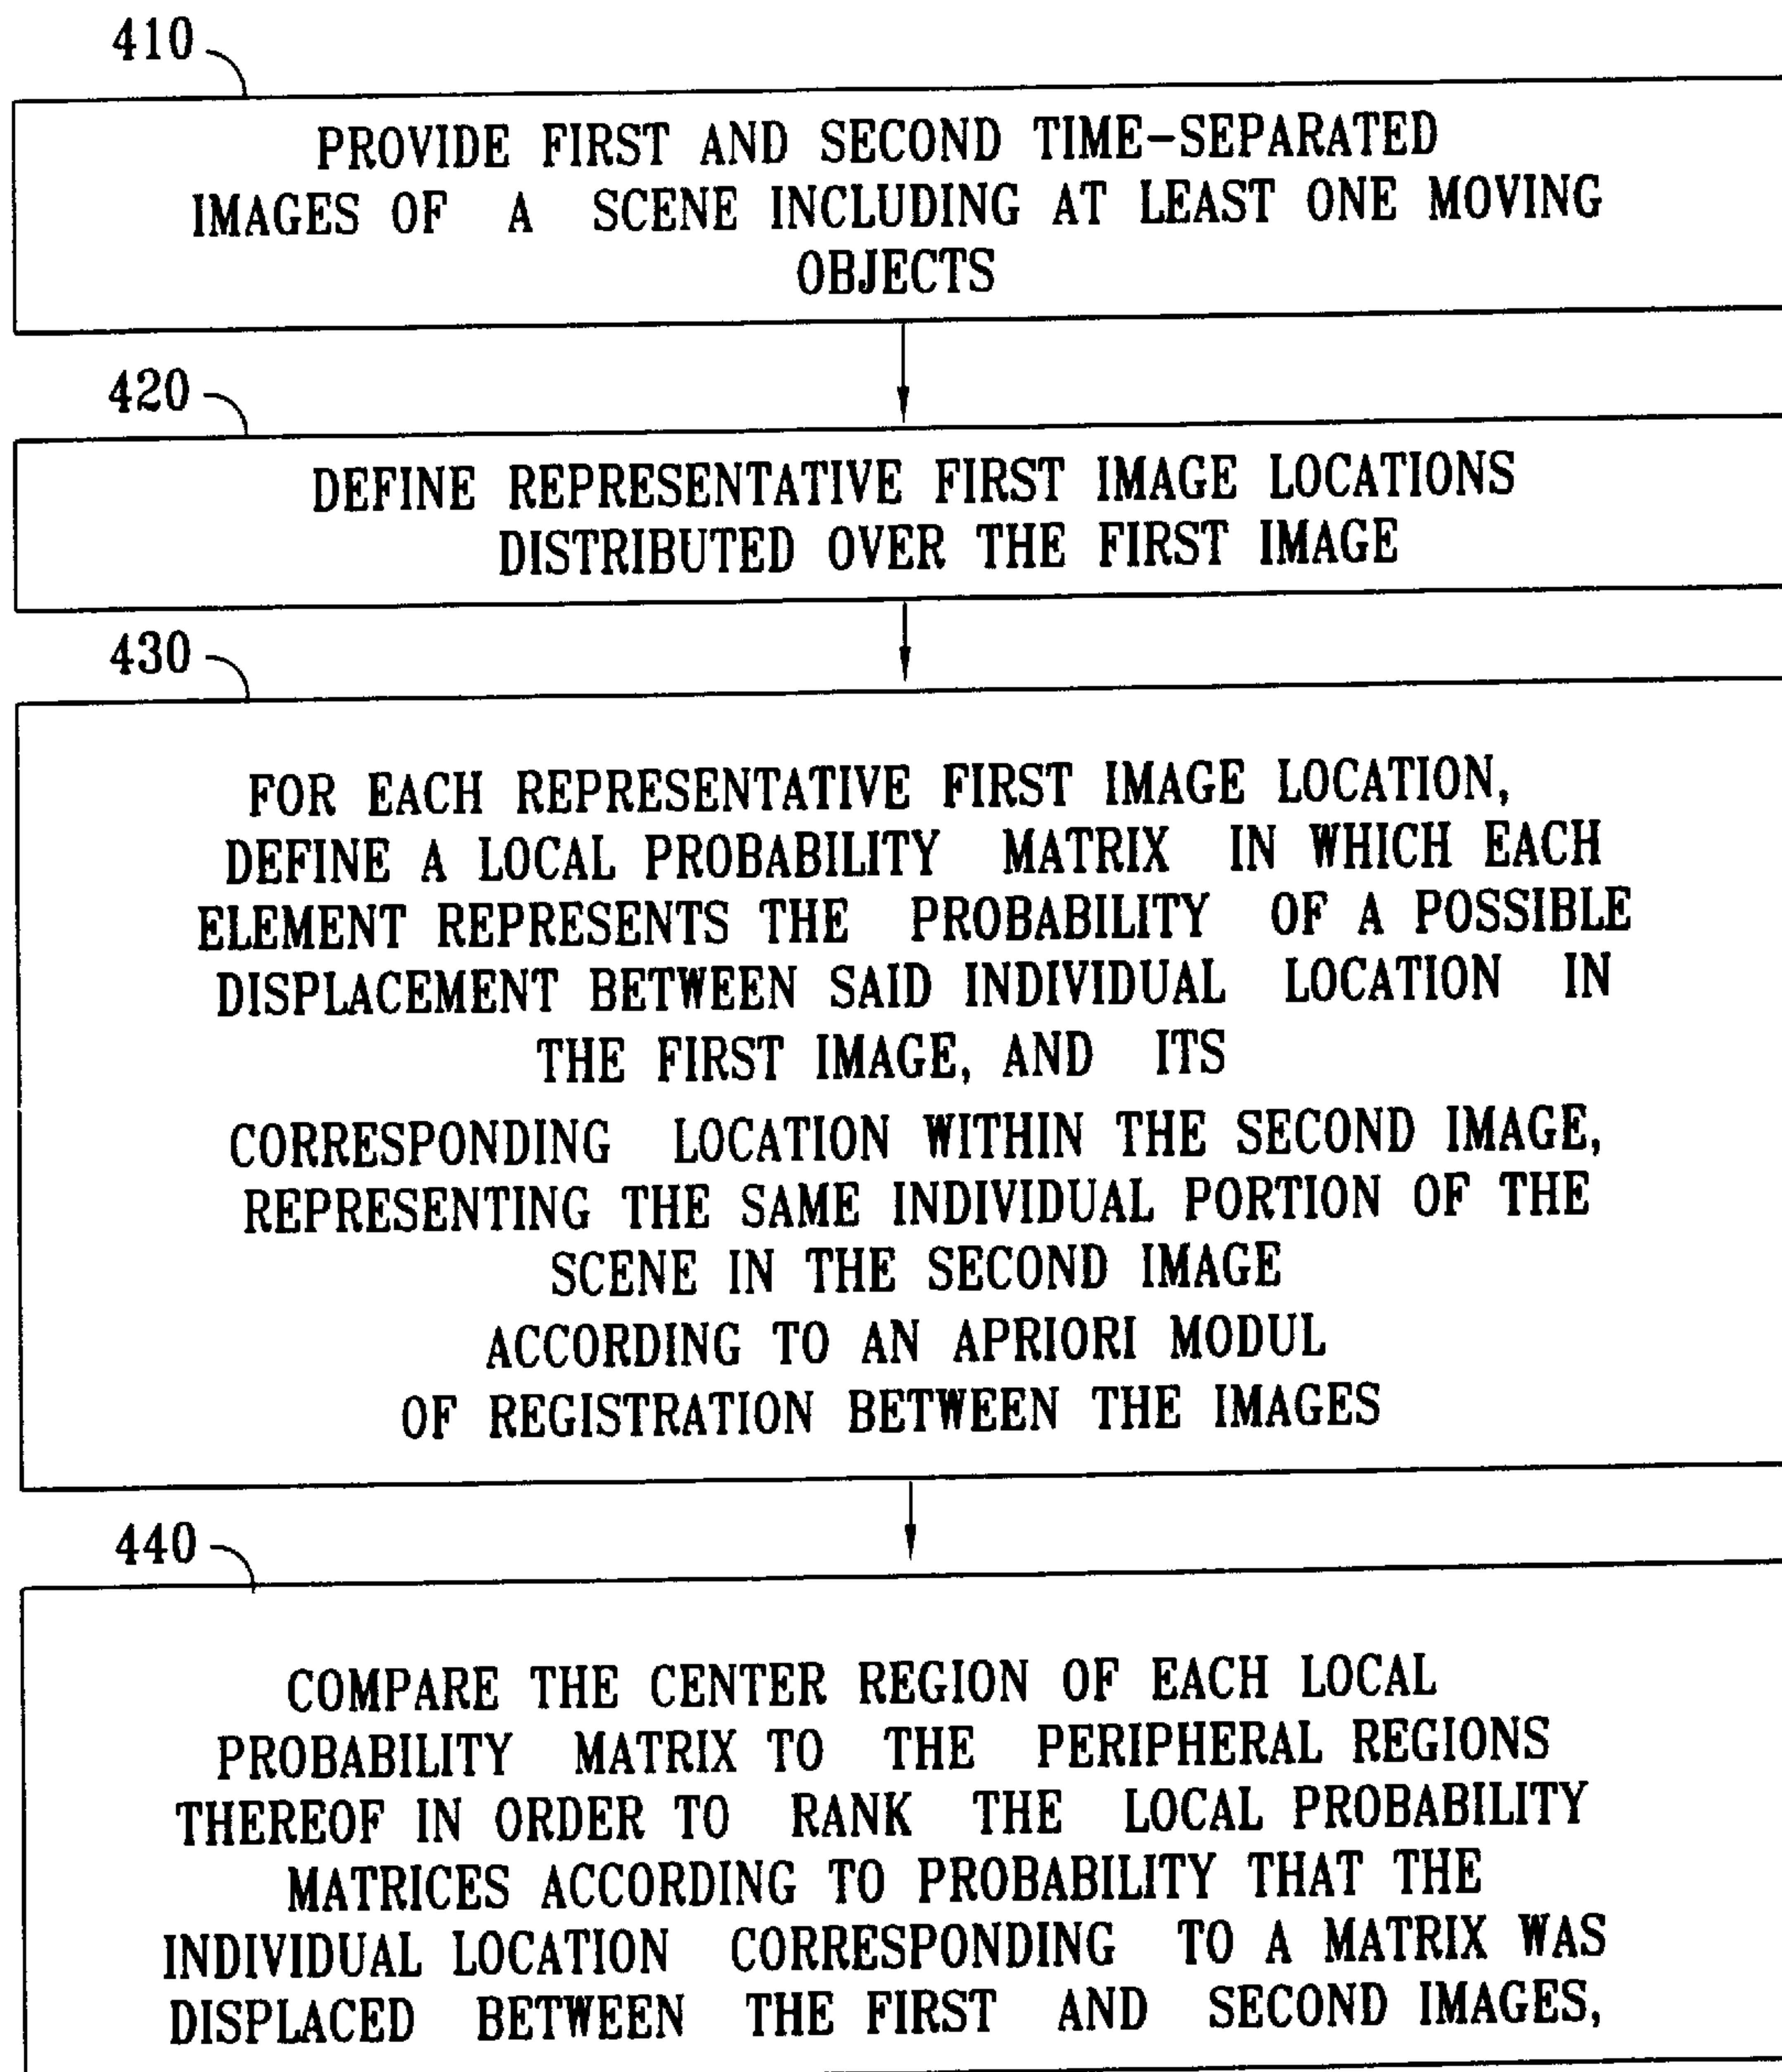 410
PROVIDE FIRST AND SECOND TIME-SEPARATED
IMAGES OF A SCENE INCLUDING AT LEAST ONE MOVING
OBJECTS
420
DEFINE REPRESENTATIVE FIRST IMAGE LOCATIONS
DISTRIBUTED OVER THE FIRST IMAGE
430
FOR EACH REPRESENTATIVE FIRST IMAGE LOCATION,
DEFINE A LOCAL PROBABILITY MATRIX IN WHICH EACH
ELEMENT REPRESENTS THE PROBABILITY OF A POSSIBLE
DISPLACEMENT BETWEEN SAID INDIVIDUAL LOCATION IN
THE FIRST IMAGE, AND ITS
CORRESPONDING LOCATION WITHIN THE SECOND IMAGE,
REPRESENTING THE SAME INDIVIDUAL PORTION OF THE
SCENE IN THE SECOND IMAGE
ACCORDING TO AN APRIORI MODUL
OF REGISTRATION BETWEEN THE IMAGES
440
COMPARE THE CENTER REGION OF EACH LOCAL
PROBABILITY MATRIX TO THE PERIPHERAL REGIONS
THEREOF IN ORDER TO RANK THE LOCAL PROBABILITY
MATRICES ACCORDING TO PROBABILITY THAT THE
INDIVIDUAL LOCATION CORRESPONDING TO A MATRIX WAS
DISPLACED BETWEEN THE FIRST AND SECOND IMAGES,